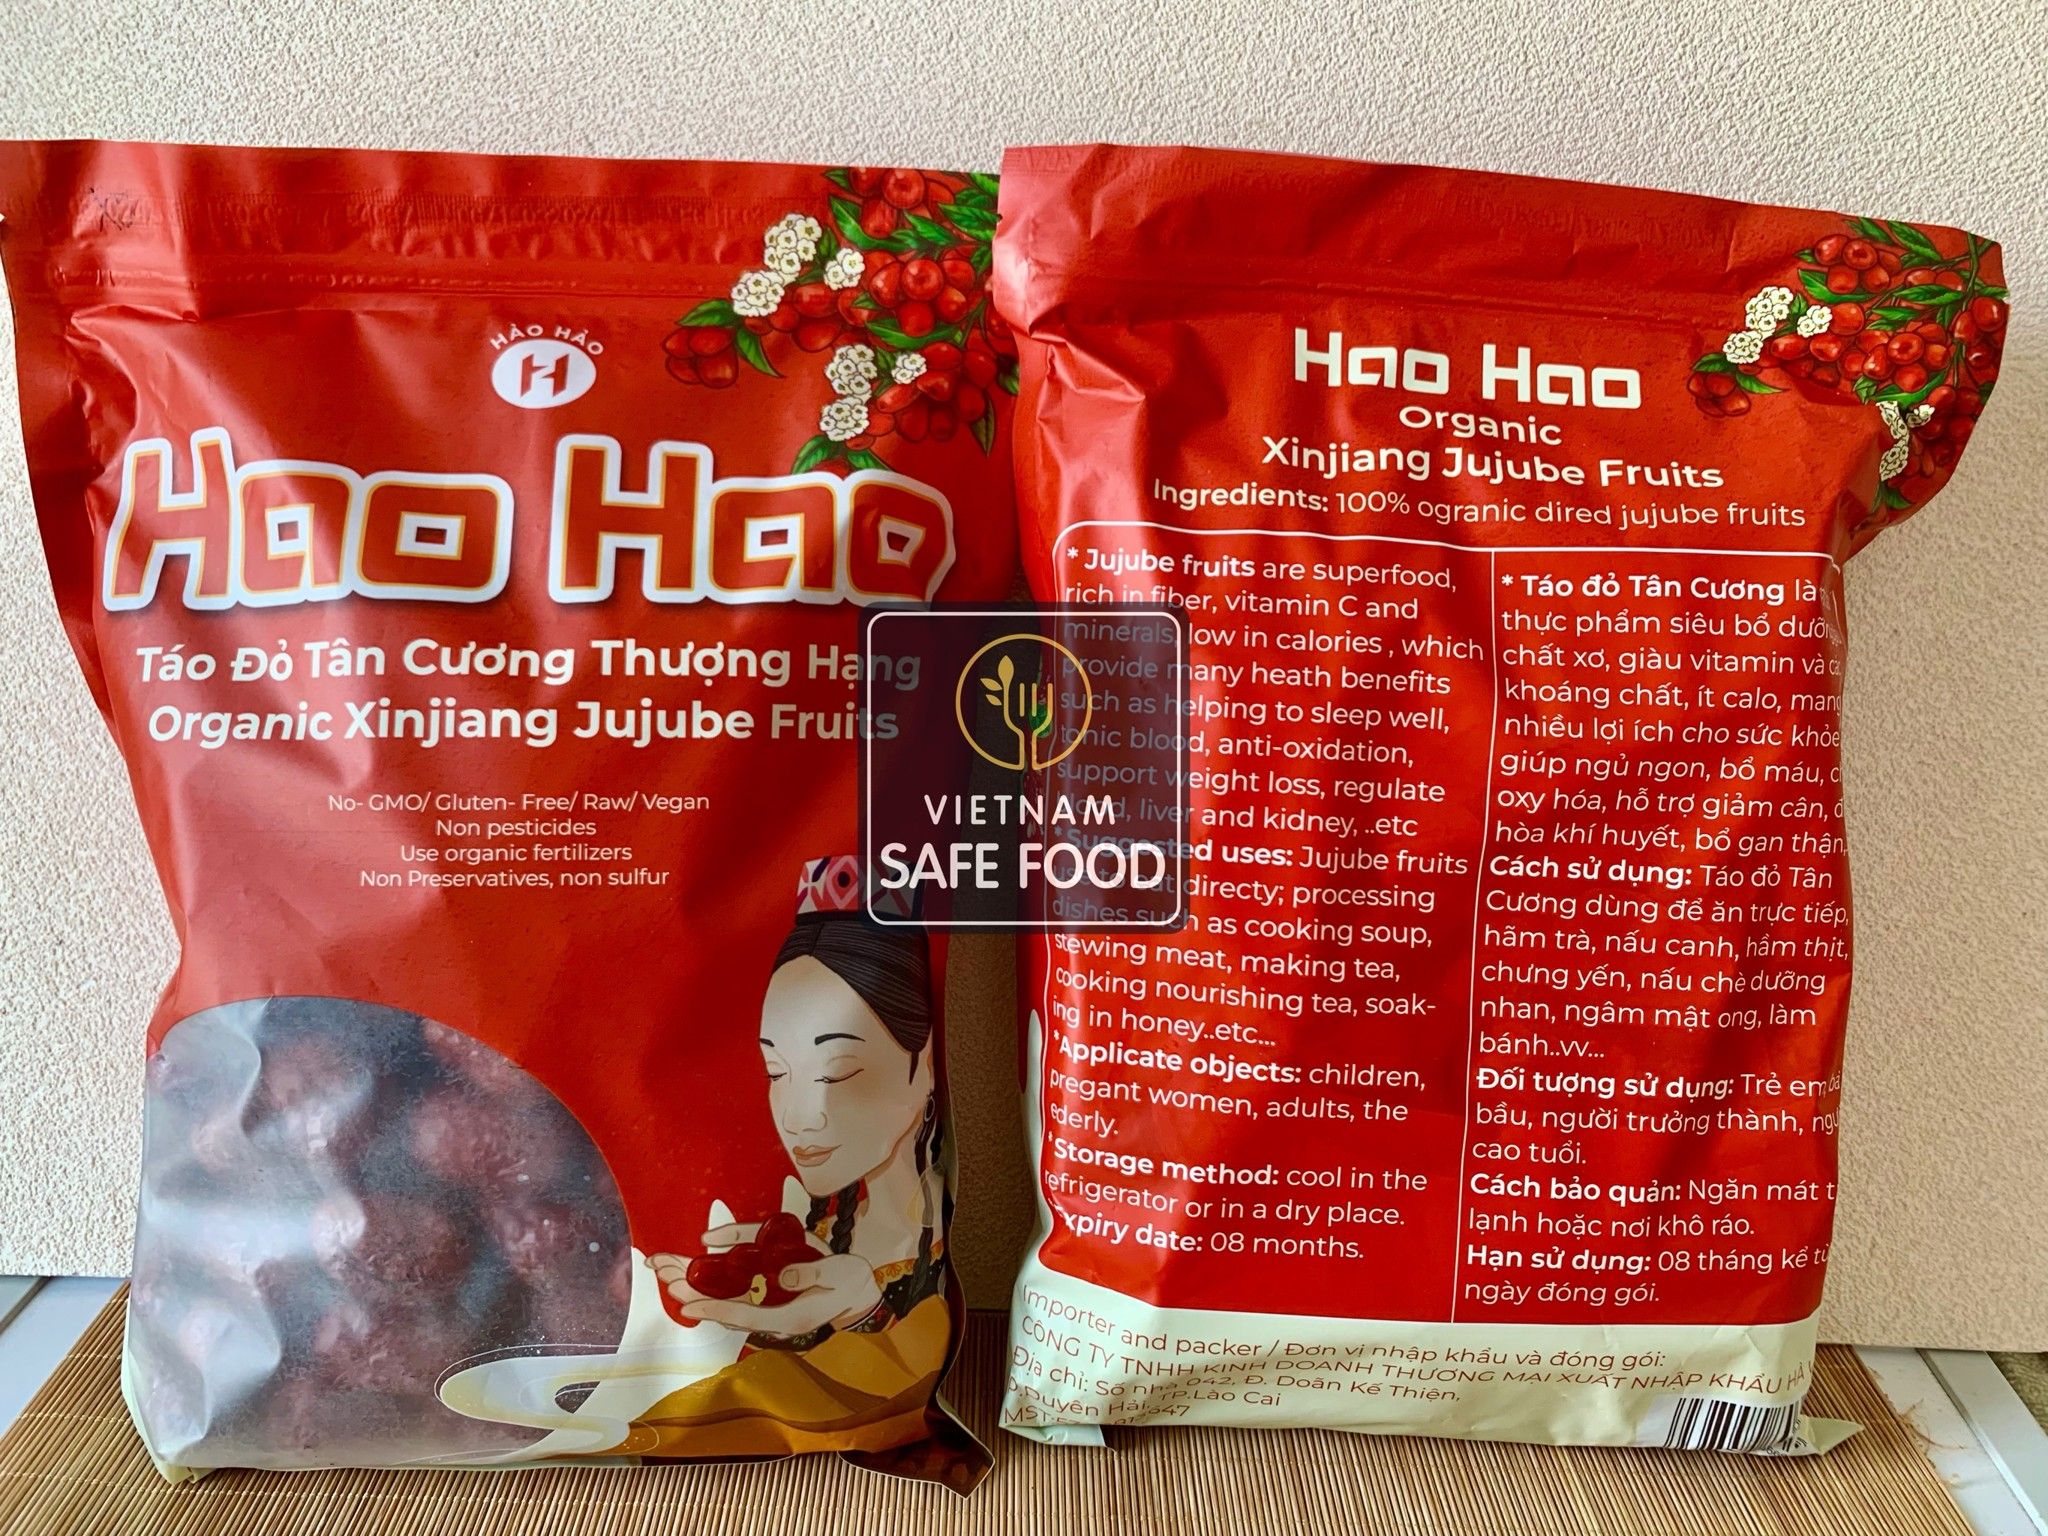 HẢO HẢO
Hao Hao
Táo Đỏ Tân Cương Thượng Hạng
Organic Xinjiang Jujube Fruits
No- GMO/ Gluten- Free/ Raw/ Vegan
Non pesticides
Use organic fertilizers
Non Preservatives, non sulfur
VIETNAM
SAFE FOOD
Hao Hao
Organic
Xinjiang Jujube Fruits
Ingredients: 100% ogranic dired jujube fruits
* Jujube fruits are superfood,
rich in fiber, vitamin C and
minerals, low in calories , which
provide many heath benefits
such as helping to sleep well,
tonic blood, anti-oxidation,
support weight loss, regulate
blood, liver and kidney, ..etc
*Suggested uses: Jujube fruits
use to eat directy; processing
dishes such as cooking soup,
stewing meat, making tea,
cooking nourishing tea, soak-
ing in honey..etc...
*Applicate objects: children,
pregant women, adults, the
ederly.
*Storage method: cool in the
refrigerator or in a dry place.
Expiry date: 08 months.
* Táo đỏ Tân Cương là
thực phẩm siêu bổ dưỡng
chất xơ, giàu vitamin và
khoáng chất, ít calo, mang
nhiều lợi ích cho sức khỏe
giúp ngủ ngon, bổ máu,
oxy hóa, hỗ trợ giảm cân,
hòa khí huyết, bổ gan thận,
Cách sử dụng: Táo đỏ Tân
Cương dùng để ăn trực tiếp,
hãm trà, nấu canh, hầm thịt,
chưng yến, nấu chè dưỡng
nhan, ngâm mật ong, làm
bánh..vv...
Đối tượng sử dụng: Trẻ em,
bầu, người trưởng thành,
cao tuổi.
Cách bảo quản: Ngăn mát
lạnh hoặc nơi khô ráo.
Hạn sử dụng: 08 tháng kể từ
ngày đóng gói.
Importer and packer / Đơn vị nhập khẩu và đóng gói:
CÔNG TY TNHH KINH DOANH THƯƠNG MẠI XUẤT NHẬP KHẨU HÀ
Địa chỉ: Số nhà 042, Đ. Doãn Kế Thiện,
P.Duyên Hải, TP.Lào Cai